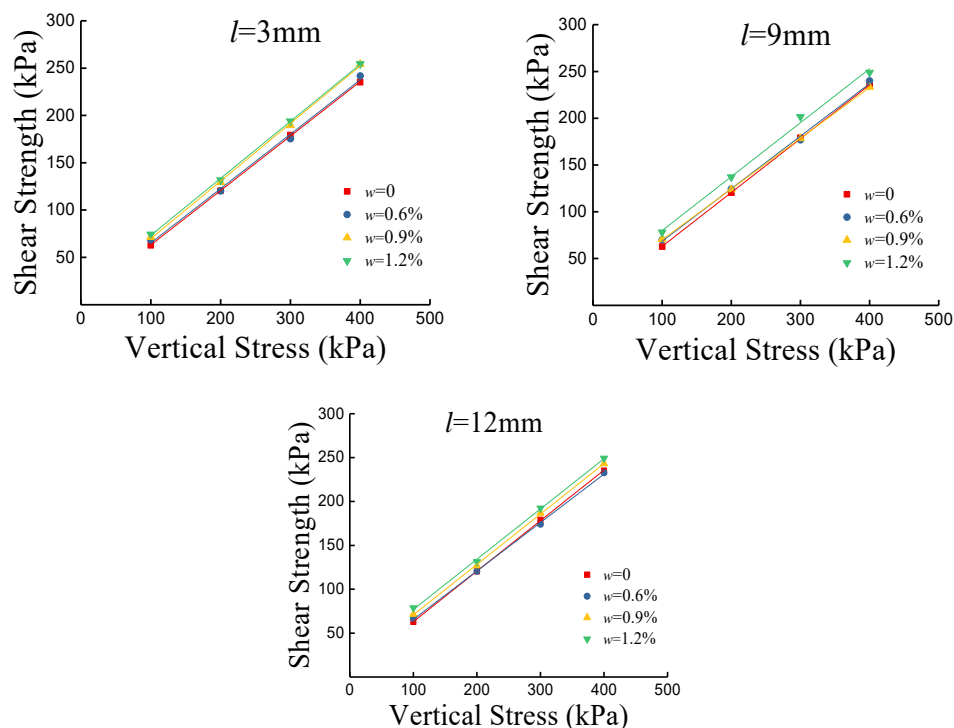 l=3mm
Shear Strength (kPa)
300
250
200
150
100
50
w=0
w=0.6%
w=0.9%
w=1.2%
0 100 200 300 400 500
Vertical Stress (kPa)
l=9mm
Shear Strength (kPa)
300
250
200
150
100
50
w=0
w=0.6%
w=0.9%
w=1.2%
0 100 200 300 400 500
Vertical Stress (kPa)
l=12mm
Shear Strength (kPa)
300
250
200
150
100
50
w=0
w=0.6%
w=0.9%
w=1.2%
0 100 200 300 400 500
Vertical Stress (kPa)